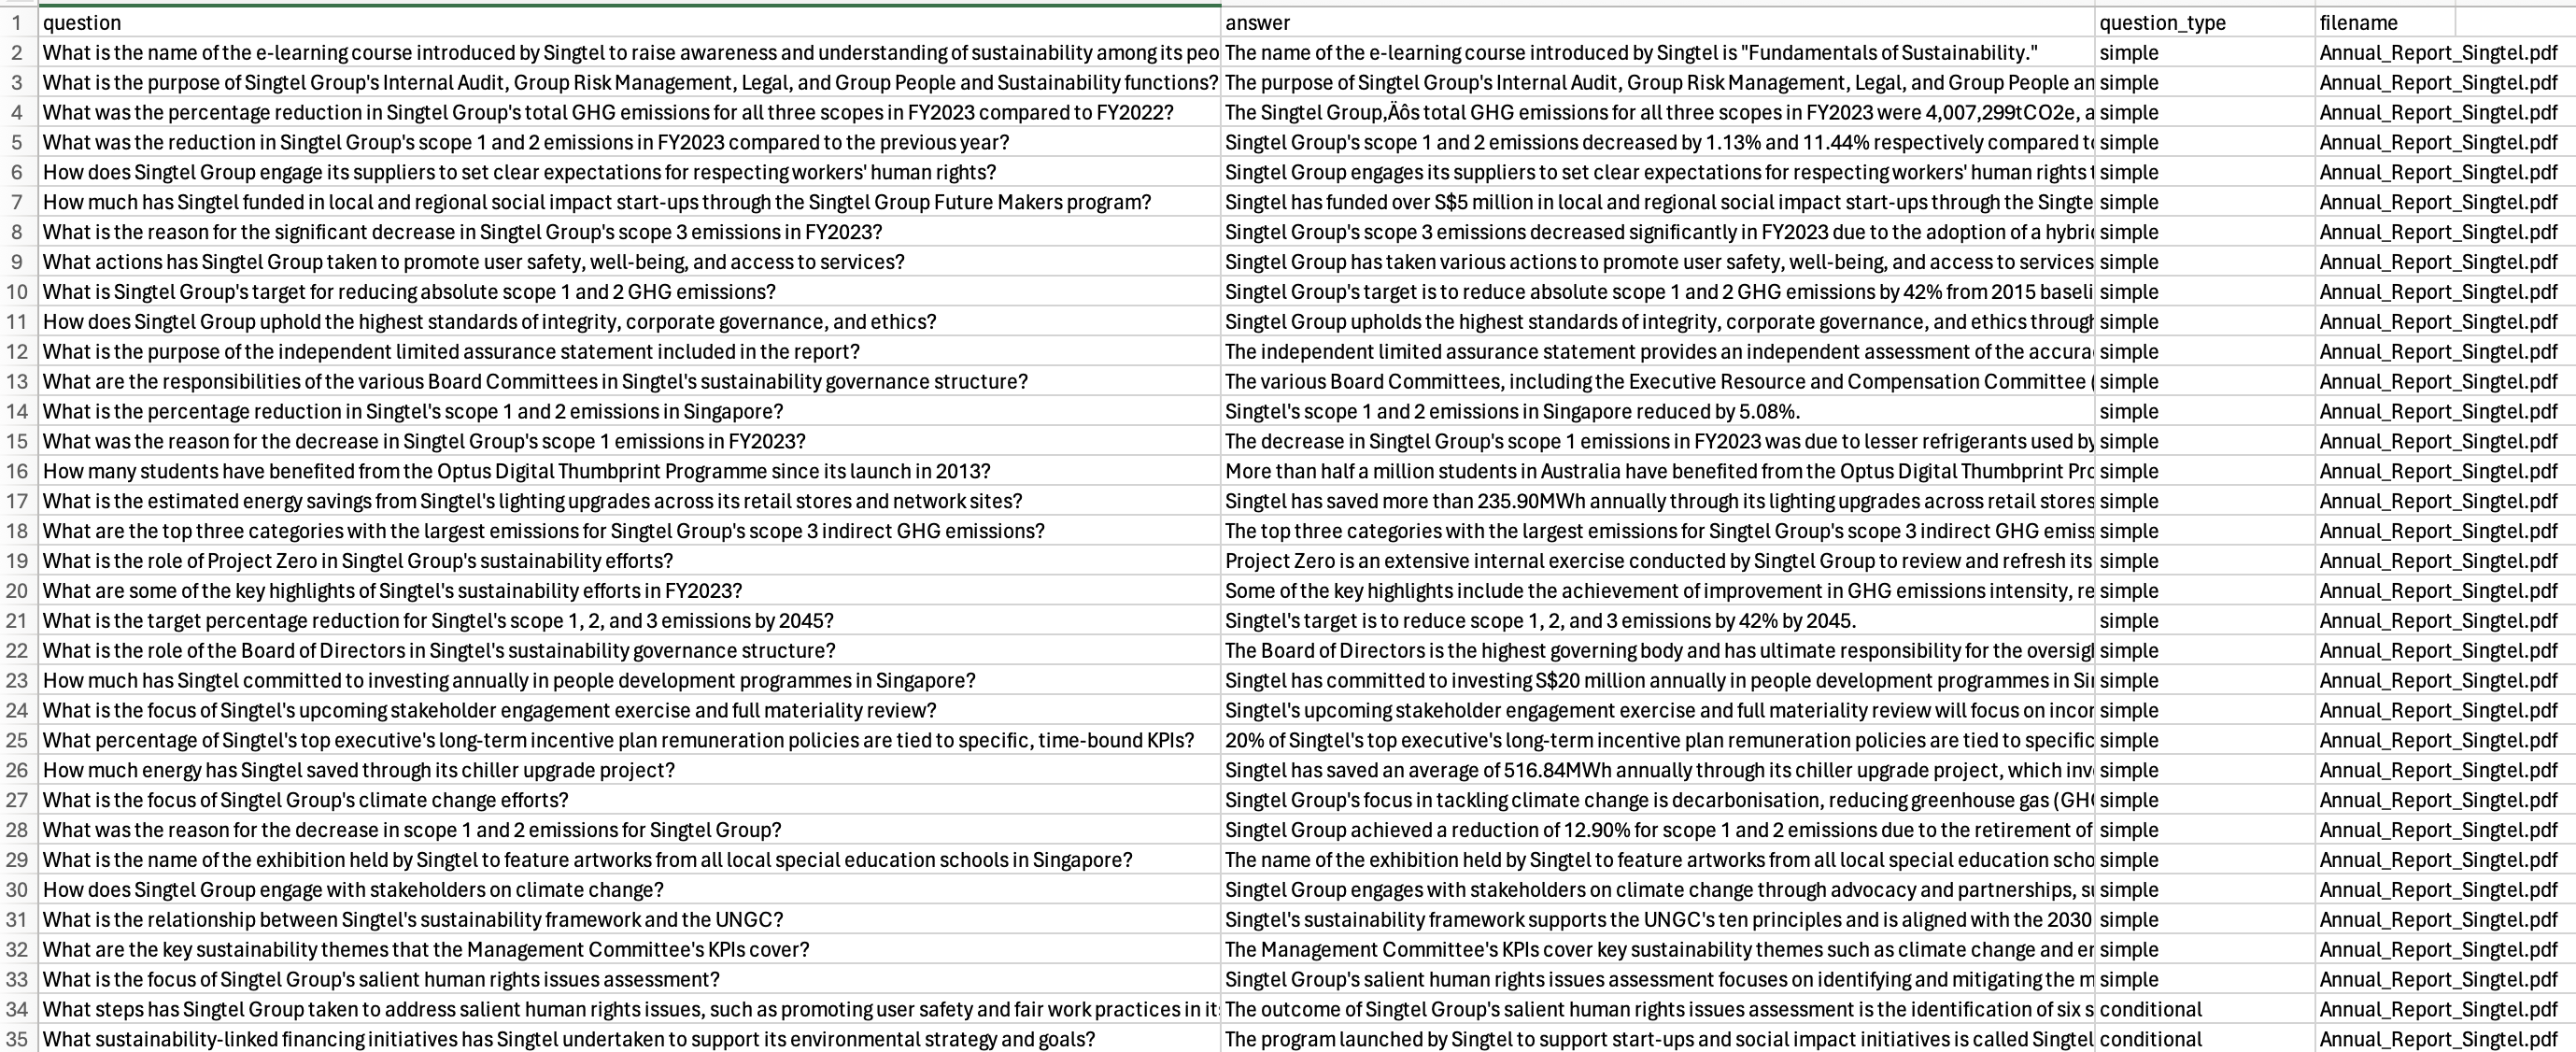 1 question answer question_type filename
2 What is the name of the e-learning course introduced by Singtel to raise awareness and understanding of sustainability among its peo The name of the e-learning course introduced by Singtel is "Fundamentals of Sustainability." simple Annual_Report_Singtel.pdf
3 What is the purpose of Singtel Group's Internal Audit, Group Risk Management, Legal, and Group People and Sustainability functions? The purpose of Singtel Group's Internal Audit, Group Risk Management, Legal, and Group People an simple Annual_Report_Singtel.pdf
4 What was the percentage reduction in Singtel Group's total GHG emissions for all three scopes in FY2023 compared to FY2022? The Singtel Group‚Äôs total GHG emissions for all three scopes in FY2023 were 4,007,299tCO2e, a simple Annual_Report_Singtel.pdf
5 What was the reduction in Singtel Group's scope 1 and 2 emissions in FY2023 compared to the previous year? Singtel Group's scope 1 and 2 emissions decreased by 1.13% and 11.44% respectively compared to simple Annual_Report_Singtel.pdf
6 How does Singtel Group engage its suppliers to set clear expectations for respecting workers' human rights? Singtel Group engages its suppliers to set clear expectations for respecting workers' human rights t simple Annual_Report_Singtel.pdf
7 How much has Singtel funded in local and regional social impact start-ups through the Singtel Group Future Makers program? Singtel has funded over S$5 million in local and regional social impact start-ups through the Singte simple Annual_Report_Singtel.pdf
8 What is the reason for the significant decrease in Singtel Group's scope 3 emissions in FY2023? Singtel Group's scope 3 emissions decreased significantly in FY2023 due to the adoption of a hybri simple Annual_Report_Singtel.pdf
9 What actions has Singtel Group taken to promote user safety, well-being, and access to services? Singtel Group has taken various actions to promote user safety, well-being, and access to services simple Annual_Report_Singtel.pdf
10 What is Singtel Group's target for reducing absolute scope 1 and 2 GHG emissions? Singtel Group's target is to reduce absolute scope 1 and 2 GHG emissions by 42% from 2015 baseli simple Annual_Report_Singtel.pdf
11 How does Singtel Group uphold the highest standards of integrity, corporate governance, and ethics? Singtel Group upholds the highest standards of integrity, corporate governance, and ethics through simple Annual_Report_Singtel.pdf
12 What is the purpose of the independent limited assurance statement included in the report? The independent limited assurance statement provides an independent assessment of the accura simple Annual_Report_Singtel.pdf
13 What are the responsibilities of the various Board Committees in Singtel's sustainability governance structure? The various Board Committees, including the Executive Resource and Compensation Committee ( simple Annual_Report_Singtel.pdf
14 What is the percentage reduction in Singtel's scope 1 and 2 emissions in Singapore? Singtel's scope 1 and 2 emissions in Singapore reduced by 5.08%. simple Annual_Report_Singtel.pdf
15 What was the reason for the decrease in Singtel Group's scope 1 emissions in FY2023? The decrease in Singtel Group's scope 1 emissions in FY2023 was due to lesser refrigerants used by simple Annual_Report_Singtel.pdf
16 How many students have benefited from the Optus Digital Thumbprint Programme since its launch in 2013? More than half a million students in Australia have benefited from the Optus Digital Thumbprint Pro simple Annual_Report_Singtel.pdf
17 What is the estimated energy savings from Singtel's lighting upgrades across its retail stores and network sites? Singtel has saved more than 235.90MWh annually through its lighting upgrades across retail stores simple Annual_Report_Singtel.pdf
18 What are the top three categories with the largest emissions for Singtel Group's scope 3 indirect GHG emissions? The top three categories with the largest emissions for Singtel Group's scope 3 indirect GHG emiss simple Annual_Report_Singtel.pdf
19 What is the role of Project Zero in Singtel Group's sustainability efforts? Project Zero is an extensive internal exercise conducted by Singtel Group to review and refresh its simple Annual_Report_Singtel.pdf
20 What are some of the key highlights of Singtel's sustainability efforts in FY2023? Some of the key highlights include the achievement of improvement in GHG emissions intensity, re simple Annual_Report_Singtel.pdf
21 What is the target percentage reduction for Singtel's scope 1, 2, and 3 emissions by 2045? Singtel's target is to reduce scope 1, 2, and 3 emissions by 42% by 2045. simple Annual_Report_Singtel.pdf
22 What is the role of the Board of Directors in Singtel's sustainability governance structure? The Board of Directors is the highest governing body and has ultimate responsibility for the oversigh simple Annual_Report_Singtel.pdf
23 How much has Singtel committed to investing annually in people development programmes in Singapore? Singtel has committed to investing S$20 million annually in people development programmes in Sin simple Annual_Report_Singtel.pdf
24 What is the focus of Singtel's upcoming stakeholder engagement exercise and full materiality review? Singtel's upcoming stakeholder engagement exercise and full materiality review will focus on incor simple Annual_Report_Singtel.pdf
25 What percentage of Singtel's top executive's long-term incentive plan remuneration policies are tied to specific, time-bound KPIs? 20% of Singtel's top executive's long-term incentive plan remuneration policies are tied to specific simple Annual_Report_Singtel.pdf
26 How much energy has Singtel saved through its chiller upgrade project? Singtel has saved an average of 516.84MWh annually through its chiller upgrade project, which inv simple Annual_Report_Singtel.pdf
27 What is the focus of Singtel Group's climate change efforts? Singtel Group's focus in tackling climate change is decarbonisation, reducing greenhouse gas (GHG simple Annual_Report_Singtel.pdf
28 What was the reason for the decrease in scope 1 and 2 emissions for Singtel Group? Singtel Group achieved a reduction of 12.90% for scope 1 and 2 emissions due to the retirement of simple Annual_Report_Singtel.pdf
29 What is the name of the exhibition held by Singtel to feature artworks from all local special education schools in Singapore? The name of the exhibition held by Singtel to feature artworks from all local special education scho simple Annual_Report_Singtel.pdf
30 How does Singtel Group engage with stakeholders on climate change? Singtel Group engages with stakeholders on climate change through advocacy and partnerships, su simple Annual_Report_Singtel.pdf
31 What is the relationship between Singtel's sustainability framework and the UNGC? Singtel's sustainability framework supports the UNGC's ten principles and is aligned with the 2030 simple Annual_Report_Singtel.pdf
32 What are the key sustainability themes that the Management Committee's KPIs cover? The Management Committee's KPIs cover key sustainability themes such as climate change and en simple Annual_Report_Singtel.pdf
33 What is the focus of Singtel Group's salient human rights issues assessment? Singtel Group's salient human rights issues assessment focuses on identifying and mitigating the m simple Annual_Report_Singtel.pdf
34 What steps has Singtel Group taken to address salient human rights issues, such as promoting user safety and fair work practices in its The outcome of Singtel Group's salient human rights issues assessment is the identification of six s conditional Annual_Report_Singtel.pdf
35 What sustainability-linked financing initiatives has Singtel undertaken to support its environmental strategy and goals? The program launched by Singtel to support start-ups and social impact initiatives is called Singtel conditional Annual_Report_Singtel.pdf